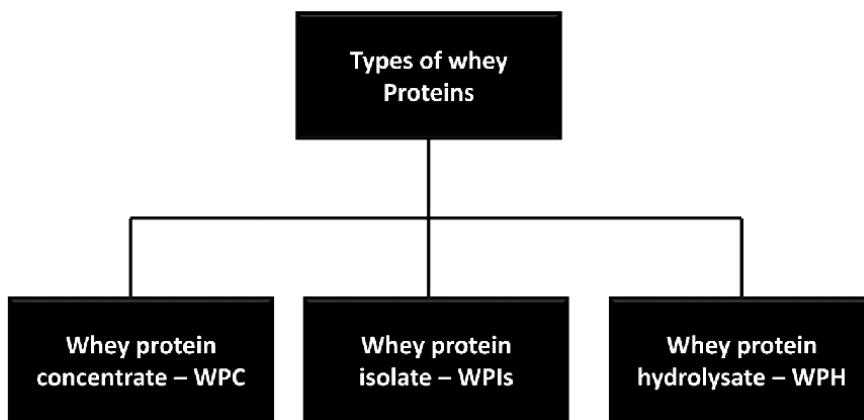 Types of whey
Proteins
Whey protein
concentrate – WPC
Whey protein
isolate – WPIs
Whey protein
hydrolysate – WPH